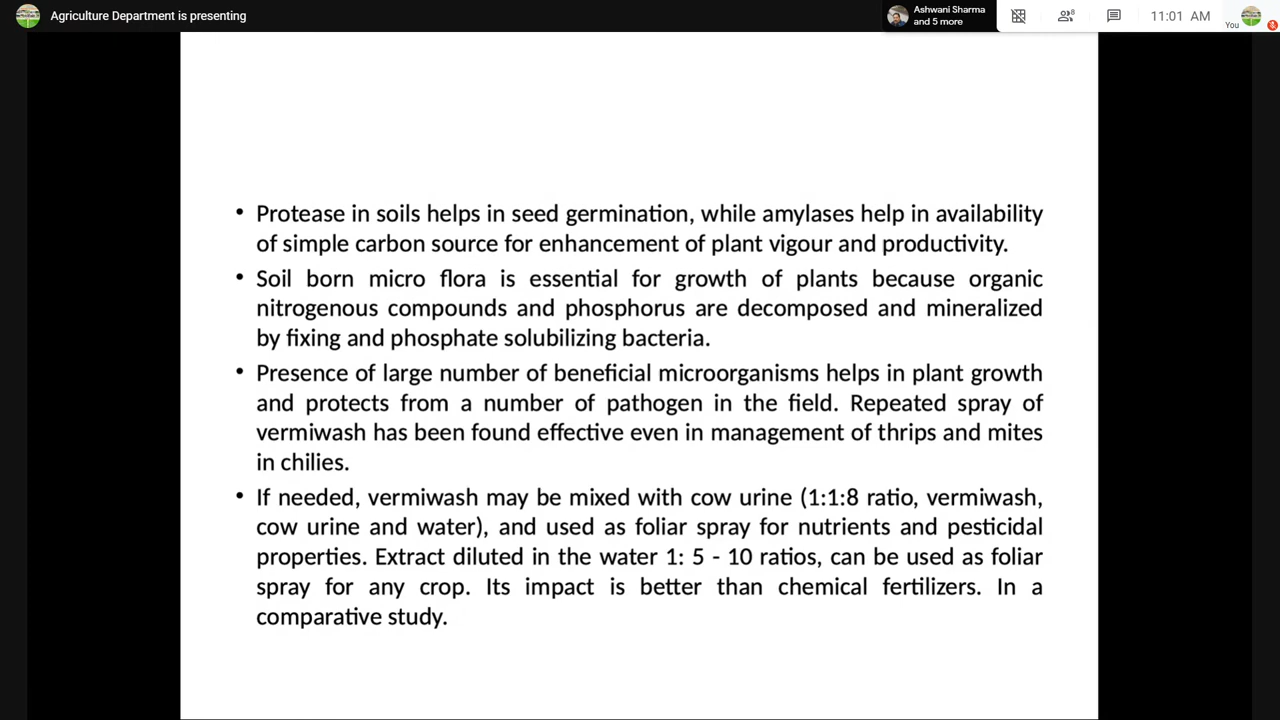 Agriculture Department is presenting
Ashwani Sharma
and 5 more
8
11:01 AM
You
• Protease in soils helps in seed germination, while amylases help in availability
of simple carbon source for enhancement of plant vigour and productivity.
• Soil born micro flora is essential for growth of plants because organic
nitrogenous compounds and phosphorus are decomposed and mineralized
by fixing and phosphate solubilizing bacteria.
• Presence of large number of beneficial microorganisms helps in plant growth
and protects from a number of pathogen in the field. Repeated spray of
vermiwash has been found effective even in management of thrips and mites
in chilies.
• If needed, vermiwash may be mixed with cow urine (1:1:8 ratio, vermiwash,
cow urine and water), and used as foliar spray for nutrients and pesticidal
properties. Extract diluted in the water 1: 5 - 10 ratios, can be used as foliar
spray for any crop. Its impact is better than chemical fertilizers. In a
comparative study.